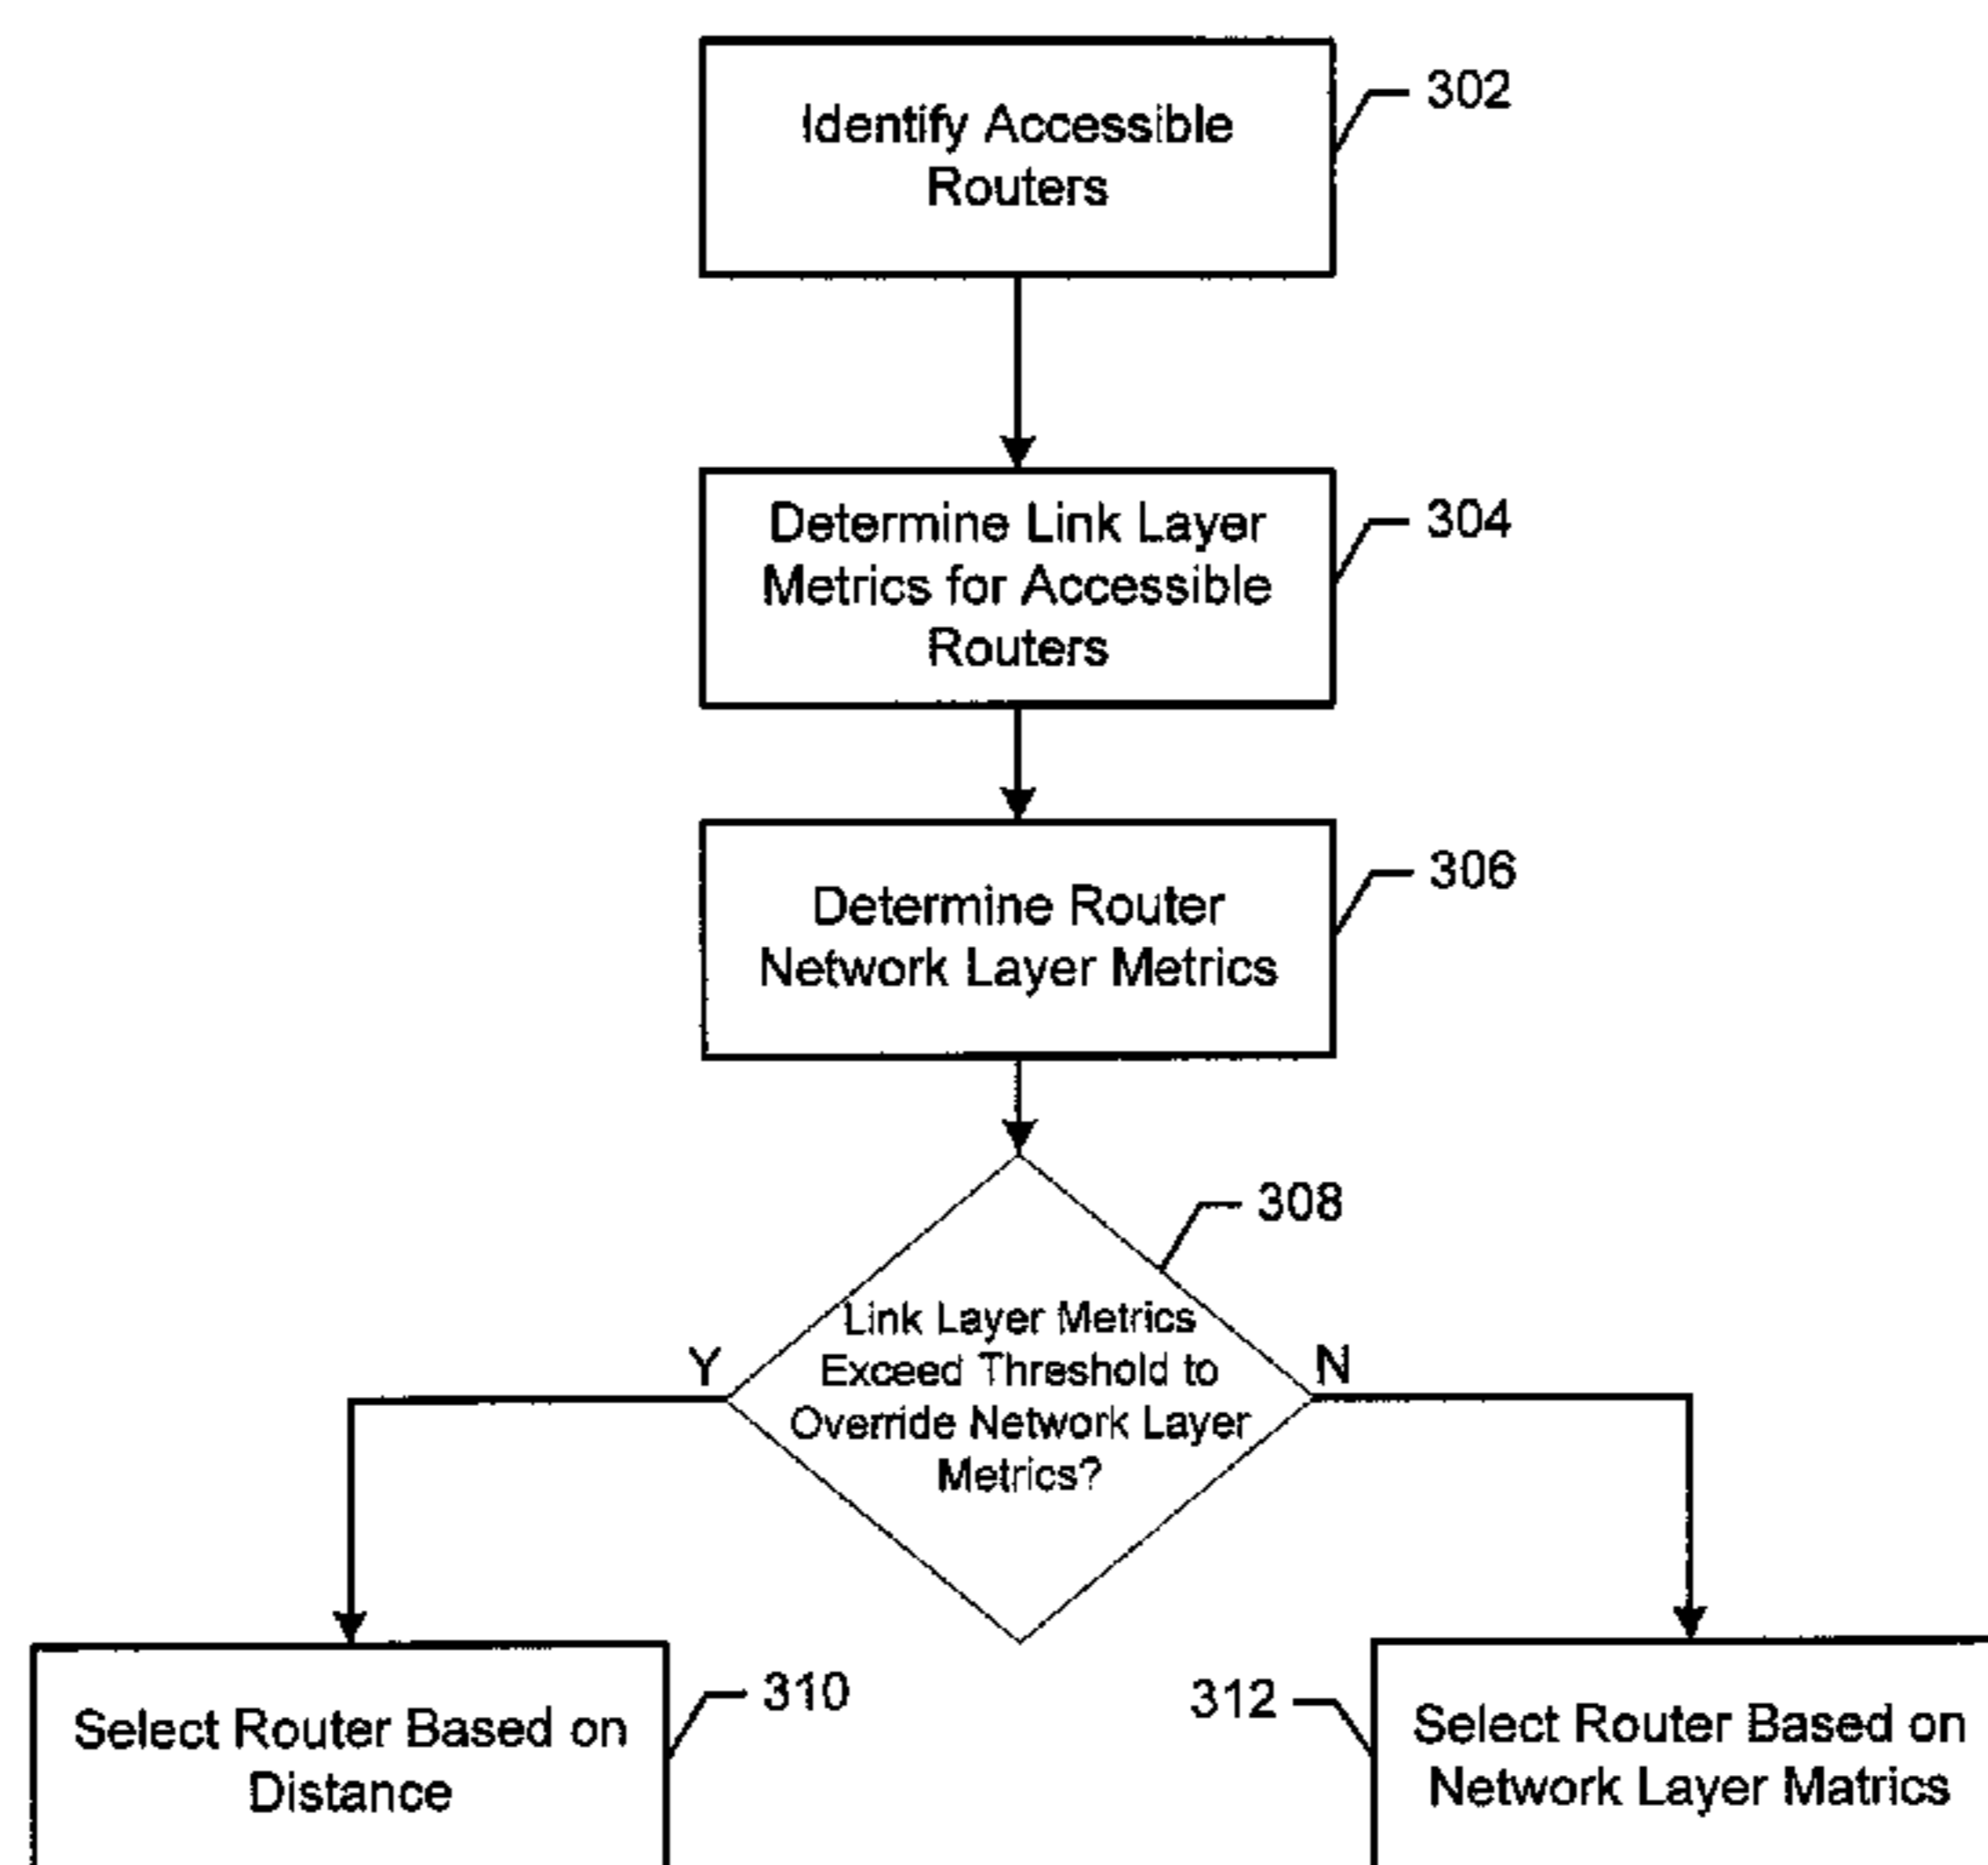 Identify Accessible
Routers
302
Determine Link Layer
Metrics for Accessible
Routers
304
Determine Router
Network Layer Metrics
306
308
Link Layer Metrics
Exceed Threshold to
Override Network Layer
Metrics?
Y
N
Select Router Based on
Distance
310
312
Select Router Based on
Network Layer Matrics